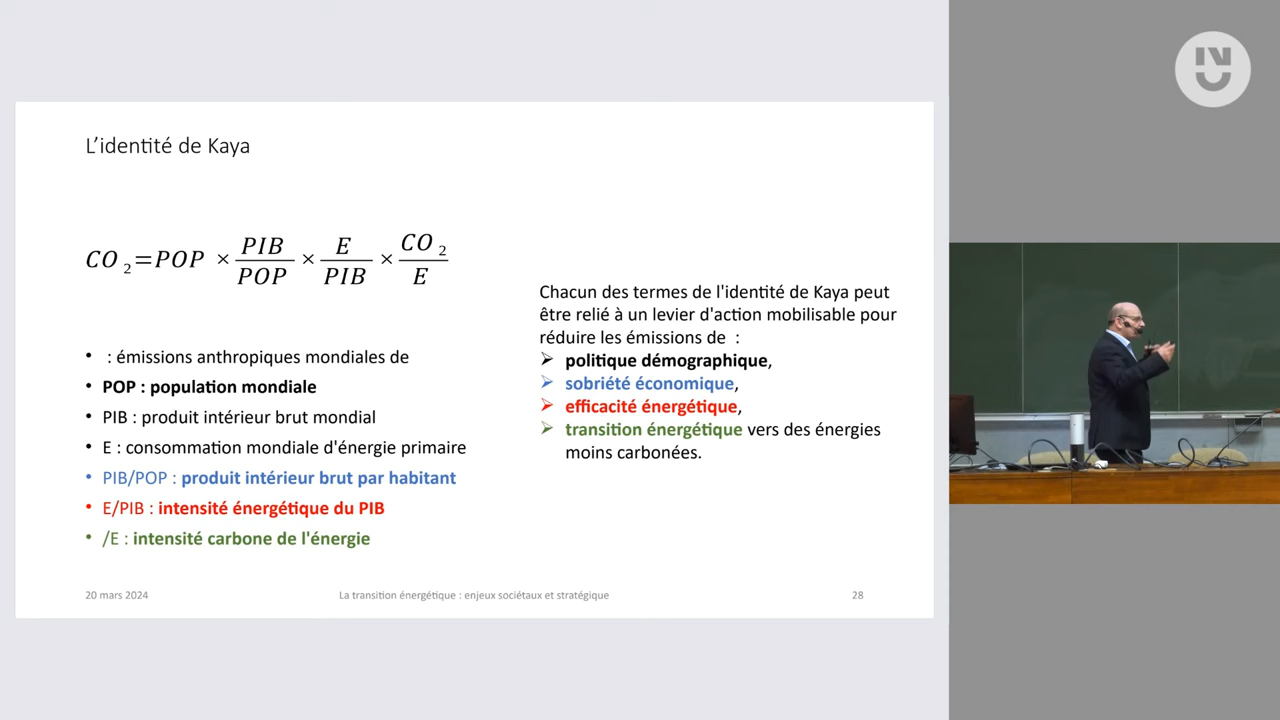 L'identité de Kaya
CO 2=POP × PIB/POP × E/PIB × CO 2/E
• : émissions anthropiques mondiales de
• POP : population mondiale
• PIB : produit intérieur brut mondial
• E : consommation mondiale d'énergie primaire
• PIB/POP : produit intérieur brut par habitant
• E/PIB : intensité énergétique du PIB
• /E : intensité carbone de l'énergie
Chacun des termes de l'identité de Kaya peut
être relié à un levier d'action mobilisable pour
réduire les émissions de :
➢ politique démographique,
➢ sobriété économique,
➢ efficacité énergétique,
➢ transition énergétique vers des énergies
moins carbonées.
20 mars 2024
La transition énergétique : enjeux sociétaux et stratégique
28